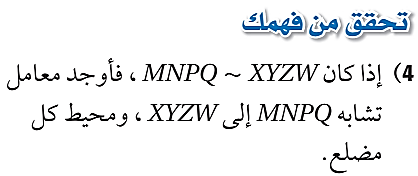 تحقق من فهمك
4) إذا كان MNPQ ~ XYZW ، فأوجد معامل
تشابه MNPQ إلى XYZW ، ومحيط كل
مضلع.